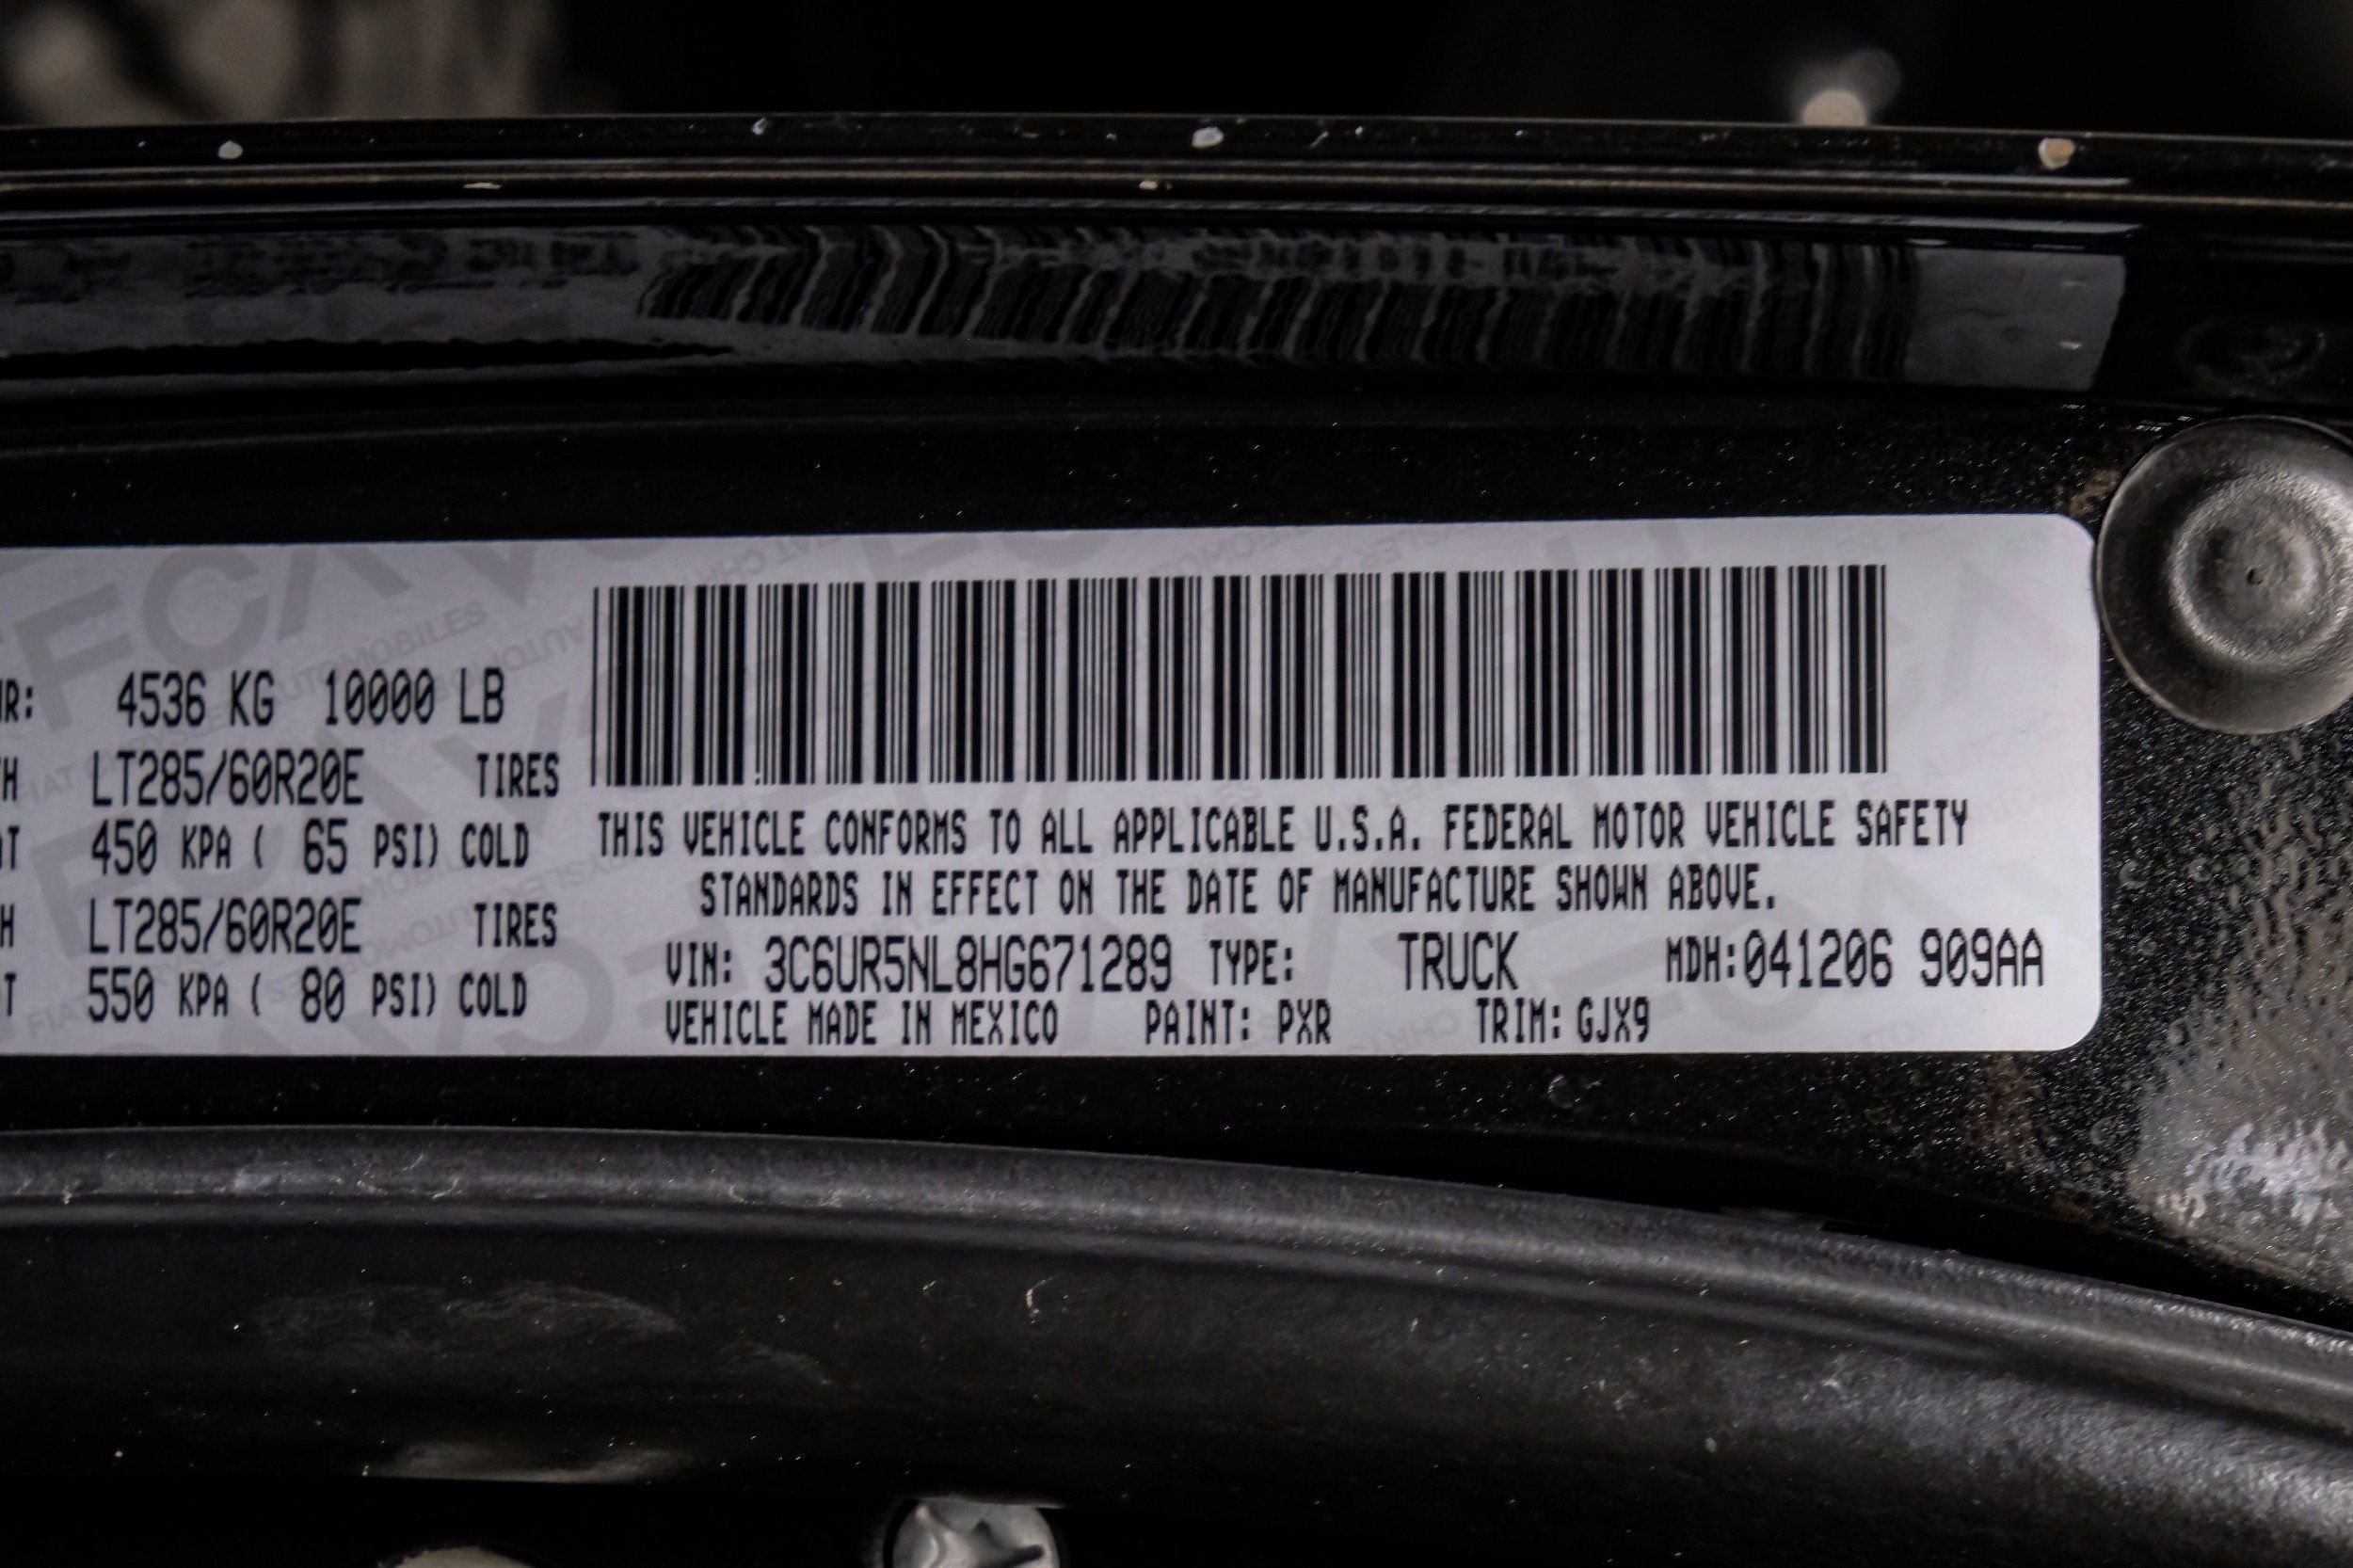 4536 KG 10000 LB
LT285/60R20E TIRES
450 KPA ( 65 PSI) COLD
LT285/60R20E TIRES
550 KPA ( 80 PSI) COLD
THIS VEHICLE CONFORMS TO ALL APPLICABLE U.S.A. FEDERAL MOTOR VEHICLE SAFETY
STANDARDS IN EFFECT ON THE DATE OF MANUFACTURE SHOWN ABOVE.
VIN: 3C6UR5NL8HG671289 TYPE: TRUCK MDH:041206 909AA
VEHICLE MADE IN MEXICO PAINT: PXR TRIM: GJX9